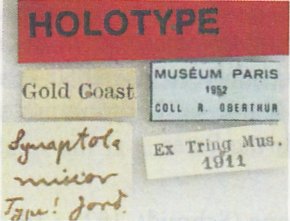 HOLOTYPE
Gold Coast
MUSÉUM PARIS
1952
COLL R. OBERTHUR
Ex Tring Mus.
1911
Synaptola
minor
Type! Jord.